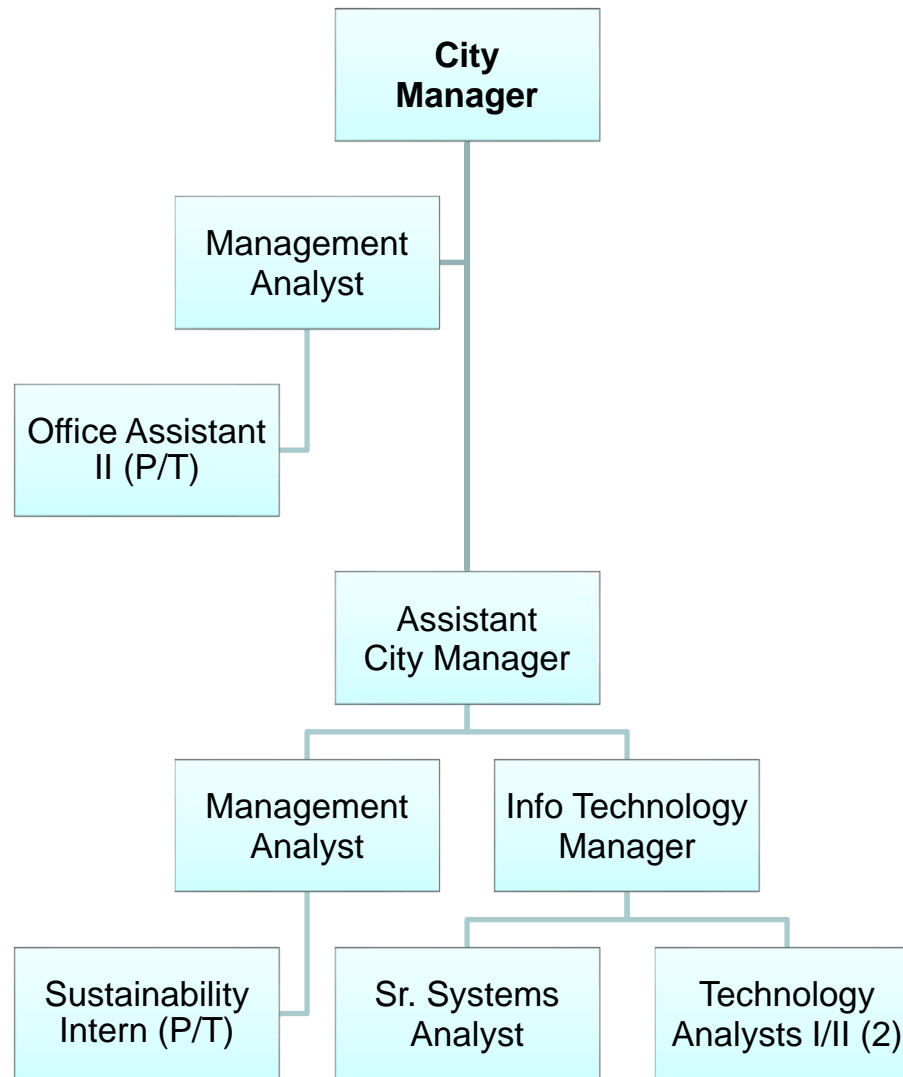 City
Manager
Management
Analyst
Office Assistant
II (P/T)
Assistant
City Manager
Management
Analyst
Info Technology
Manager
Sustainability
Intern (P/T)
Sr. Systems
Analyst
Technology
Analysts I/II (2)